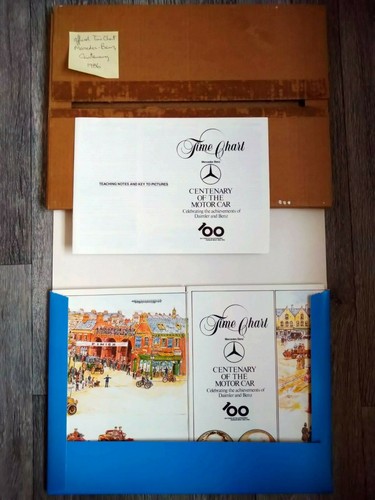 Mercedes Benz
Centenary
1986
Time Chart
Mercedes-Benz
TEACHING NOTES AND KEY TO PICTURES
CENTENARY
OF THE
MOTOR CAR
Celebrating the achievements of
Daimler and Benz
100
Time Chart
Mercedes-Benz
CENTENARY
OF THE
MOTOR CAR
Celebrating the achievements of
Daimler and Benz
100
FINISH